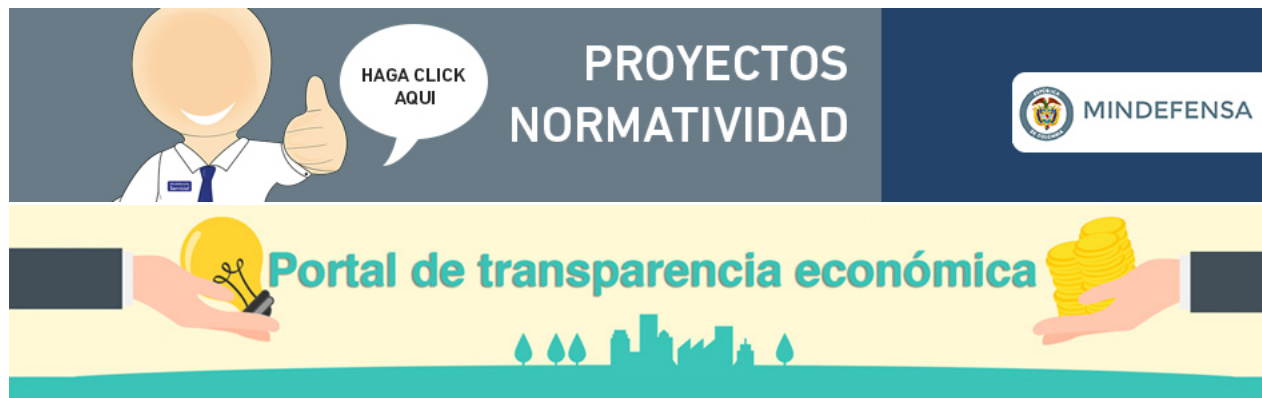 HAGA CLICK
AQUI
PROYECTOS
NORMATIVIDAD
MINDEFENSA
Portal de transparencia económica